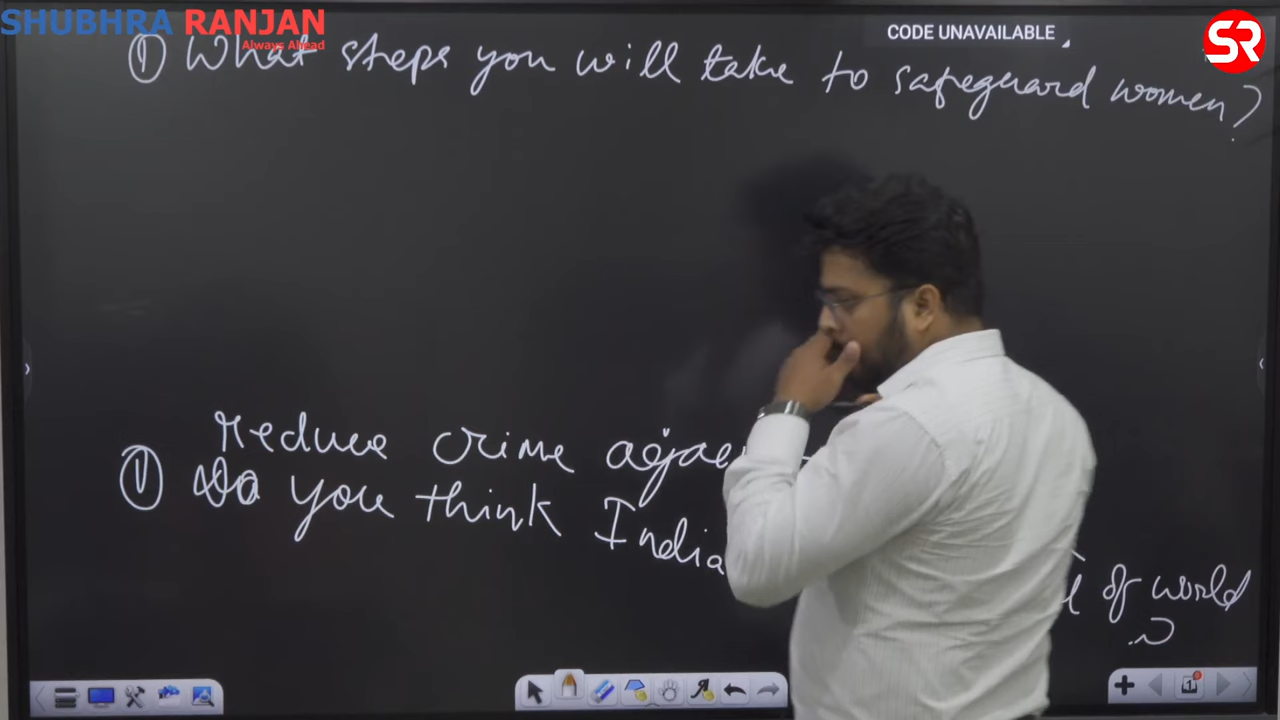 SHUBHRA RANJAN
Always Ahead
CODE UNAVAILABLE
SR
① What steps you will take to safeguard women?
Reduce crime
① Do you think India
of world
?